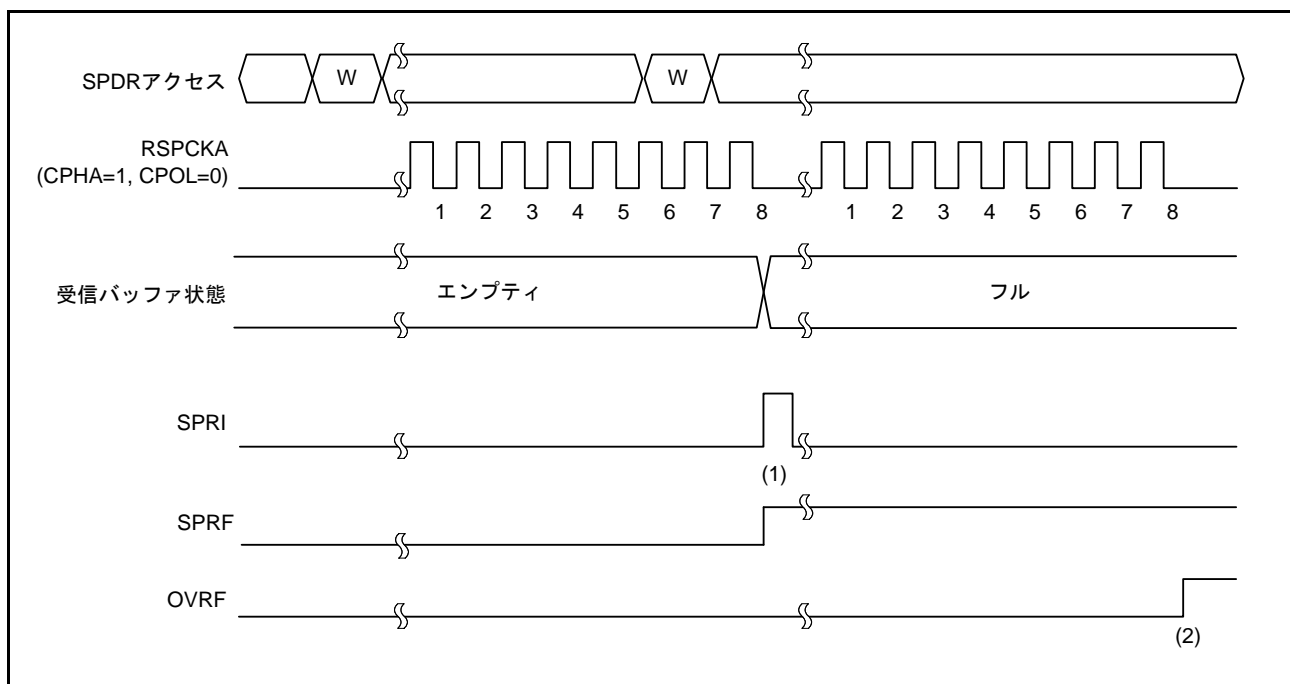 SPDRアクセス
W
W
RSPCKA
(CPHA=1, CPOL=0)
1 2 3 4 5 6 7 8 1 2 3 4 5 6 7 8
受信バッファ状態
エンプティ
フル
SPRI
(1)
SPRF
OVRF
(2)